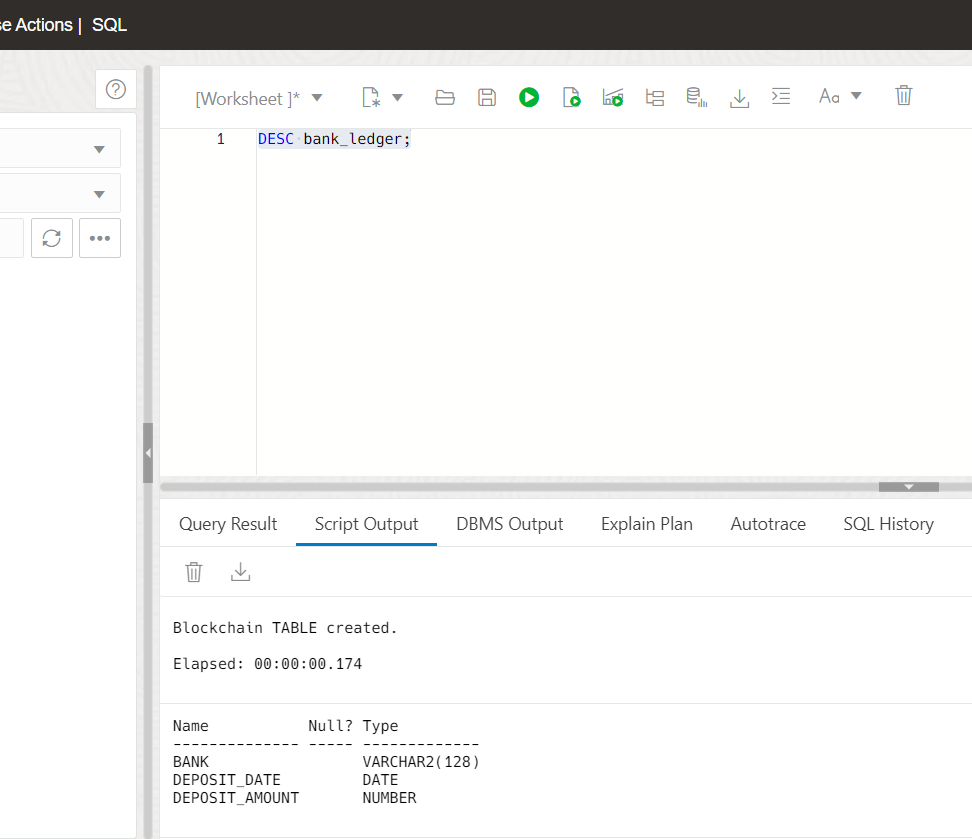 se Actions | SQL
[Worksheet ]*
Aa
1 DESC bank_ledger;
Query Result Script Output DBMS Output Explain Plan Autotrace SQL History
Blockchain TABLE created.
Elapsed: 00:00:00.174
Name           Null? Type
-------------- ----- -------------
BANK                 VARCHAR2(128)
DEPOSIT_DATE         DATE
DEPOSIT_AMOUNT       NUMBER